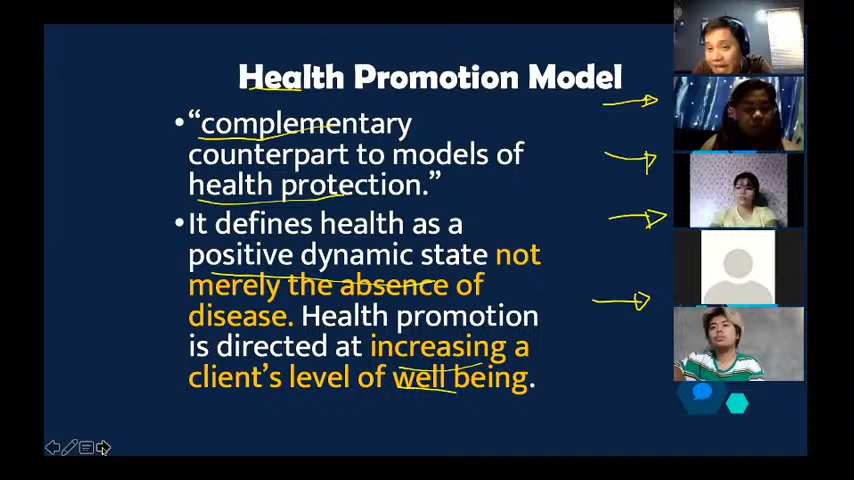 Health Promotion Model
•“complementary
counterpart to models of
health protection.”
•It defines health as a
positive dynamic state not
merely the absence of
disease. Health promotion
is directed at increasing a
client’s level of well being.